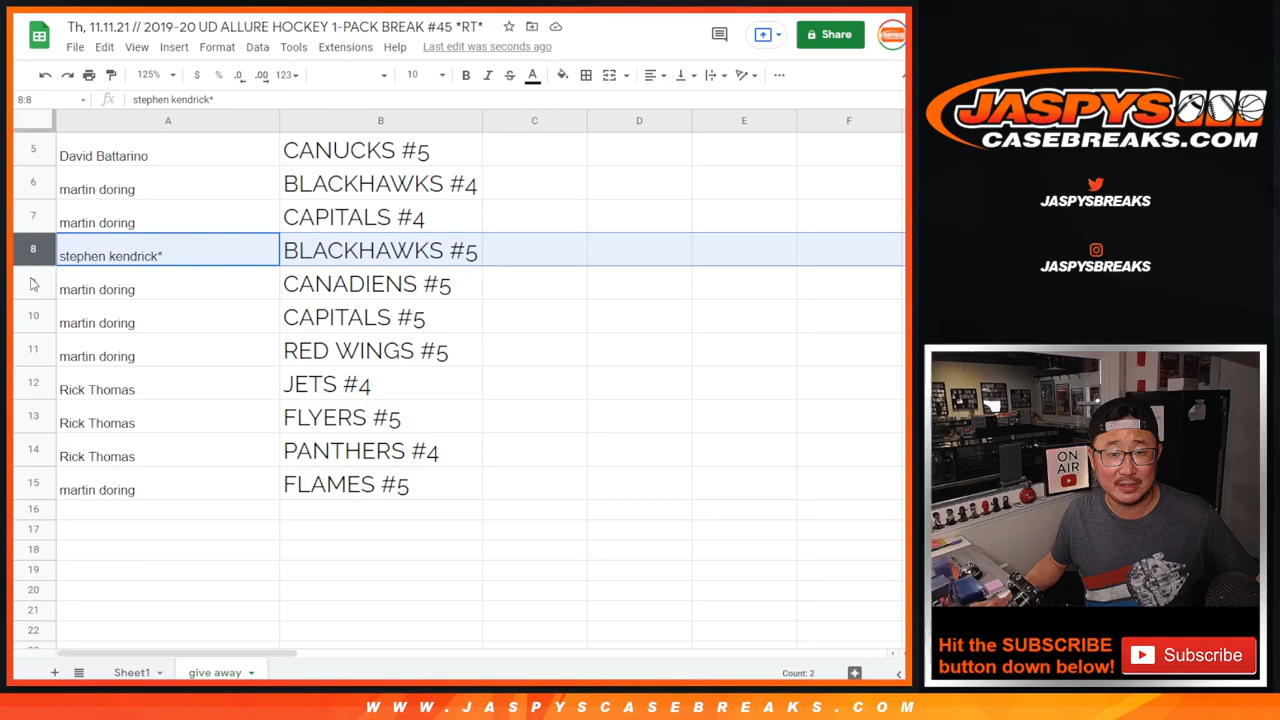 Th, 11.11.21 // 2019-20 UD ALLURE HOCKEY 1-PACK BREAK #45 *RT*
File Edit View Insert Format Data Tools Extensions Help Last edit was seconds ago
Share
125% $ % .0 .00 123 10 B I S A
8:8 fx stephen kendrick*
A B C D E F
5 David Battarino CANUCKS #5
6 martin doring BLACKHAWKS #4
7 martin doring CAPITALS #4
8 stephen kendrick* BLACKHAWKS #5
martin doring CANADIENS #5
10 martin doring CAPITALS #5
11 martin doring RED WINGS #5
12 Rick Thomas JETS #4
13 Rick Thomas FLYERS #5
14 Rick Thomas PANTHERS #4
15 martin doring FLAMES #5
16
17
18
19
20
21
22
Sheet1 give away Count: 2
JASPYS
CASEBREAKS.COM
JASPYSBREAKS
JASPYSBREAKS
ON
AIR
Hit the SUBSCRIBE
button down below!
Subscribe
WWW.JASPYSCASEBREAKS.COM